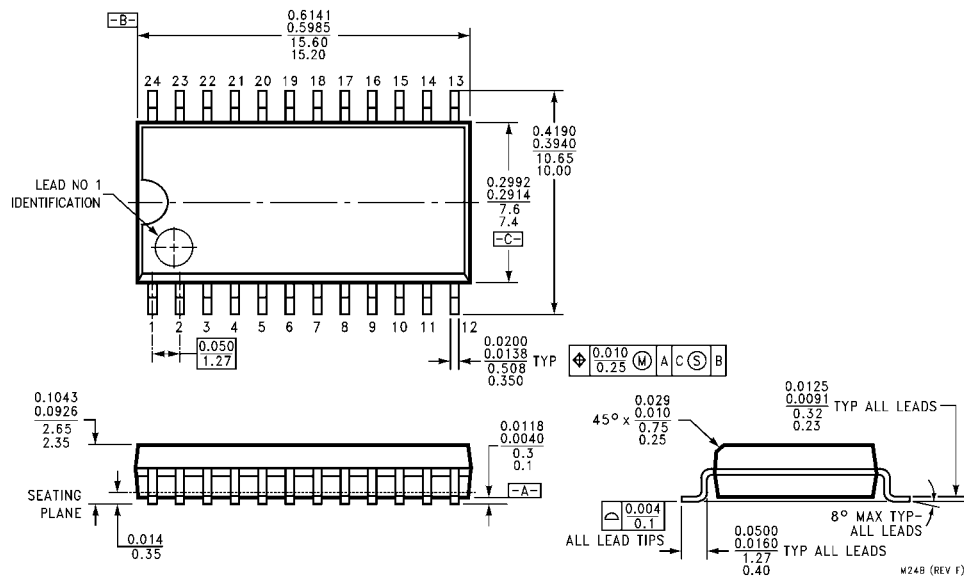 -B-
0.6141
0.5985
15.60
15.20
24 23 22 21 20 19 18 17 16 15 14 13
LEAD NO 1
IDENTIFICATION
0.2992
0.2914
7.6
7.4
-C-
0.4190
0.3940
10.65
10.00
1 2 3 4 5 6 7 8 9 10 11 12
0.050
1.27
0.0200
0.0138
0.508
0.350
TYP
⌖ 0.010
0.25 Ⓜ A C Ⓢ B
0.1043
0.0926
2.65
2.35
SEATING
PLANE
0.014
0.35
0.0118
0.0040
0.3
0.1
-A-
45° x
0.029
0.010
0.75
0.25
0.0125
0.0091
0.32
0.23
TYP ALL LEADS
0.004
0.1
ALL LEAD TIPS
0.0500
0.0160
1.27
0.40
TYP ALL LEADS
8° MAX TYP-
ALL LEADS
M24B (REV F)